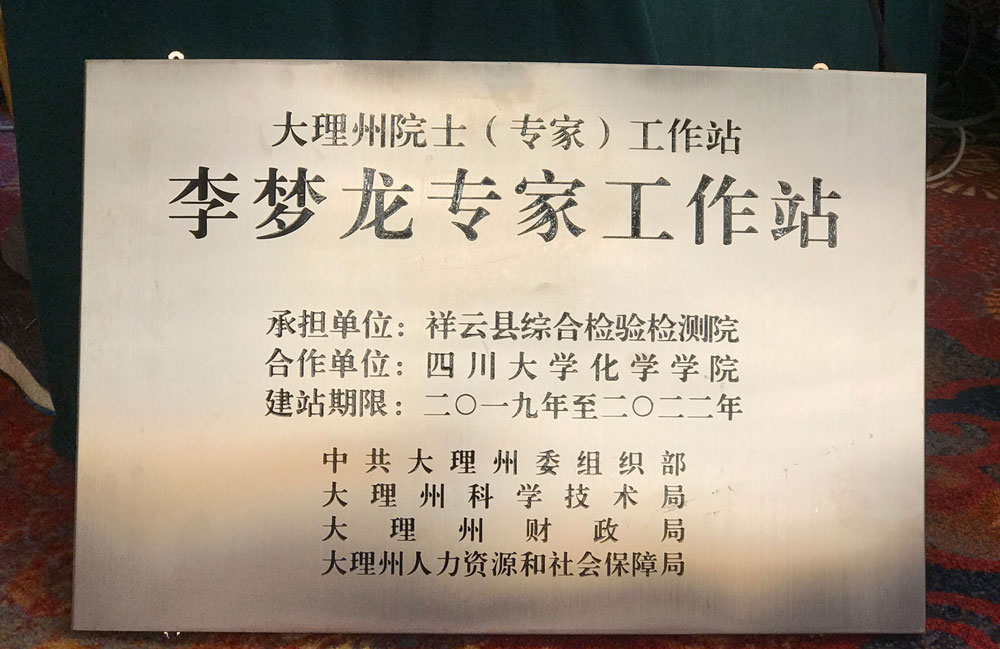 大理州院士（专家）工作站
李梦龙专家工作站
承担单位：祥云县综合检验检测院
合作单位：四川大学化学学院
建站期限：二〇一九年至二〇二二年
中共大理州委组织部
大理州科学技术局
大理州财政局
大理州人力资源和社会保障局